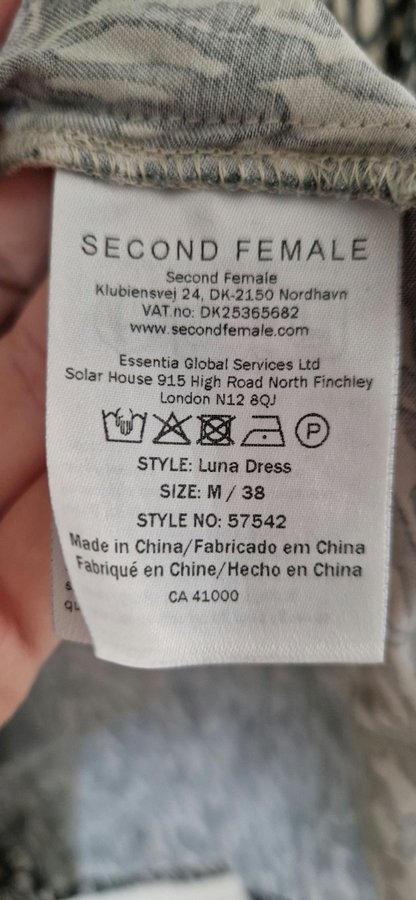 SECOND FEMALE
Second Female
Klubiensvej 24, DK-2150 Nordhavn
VAT.no: DK25365682
www.secondfemale.com
Essentia Global Services Ltd
Solar House 915 High Road North Finchley
London N12 8QJ
P
STYLE: Luna Dress
SIZE: M / 38
STYLE NO: 57542
Made in China/Fabricado em China
Fabriqué en Chine/Hecho en China
CA 41000